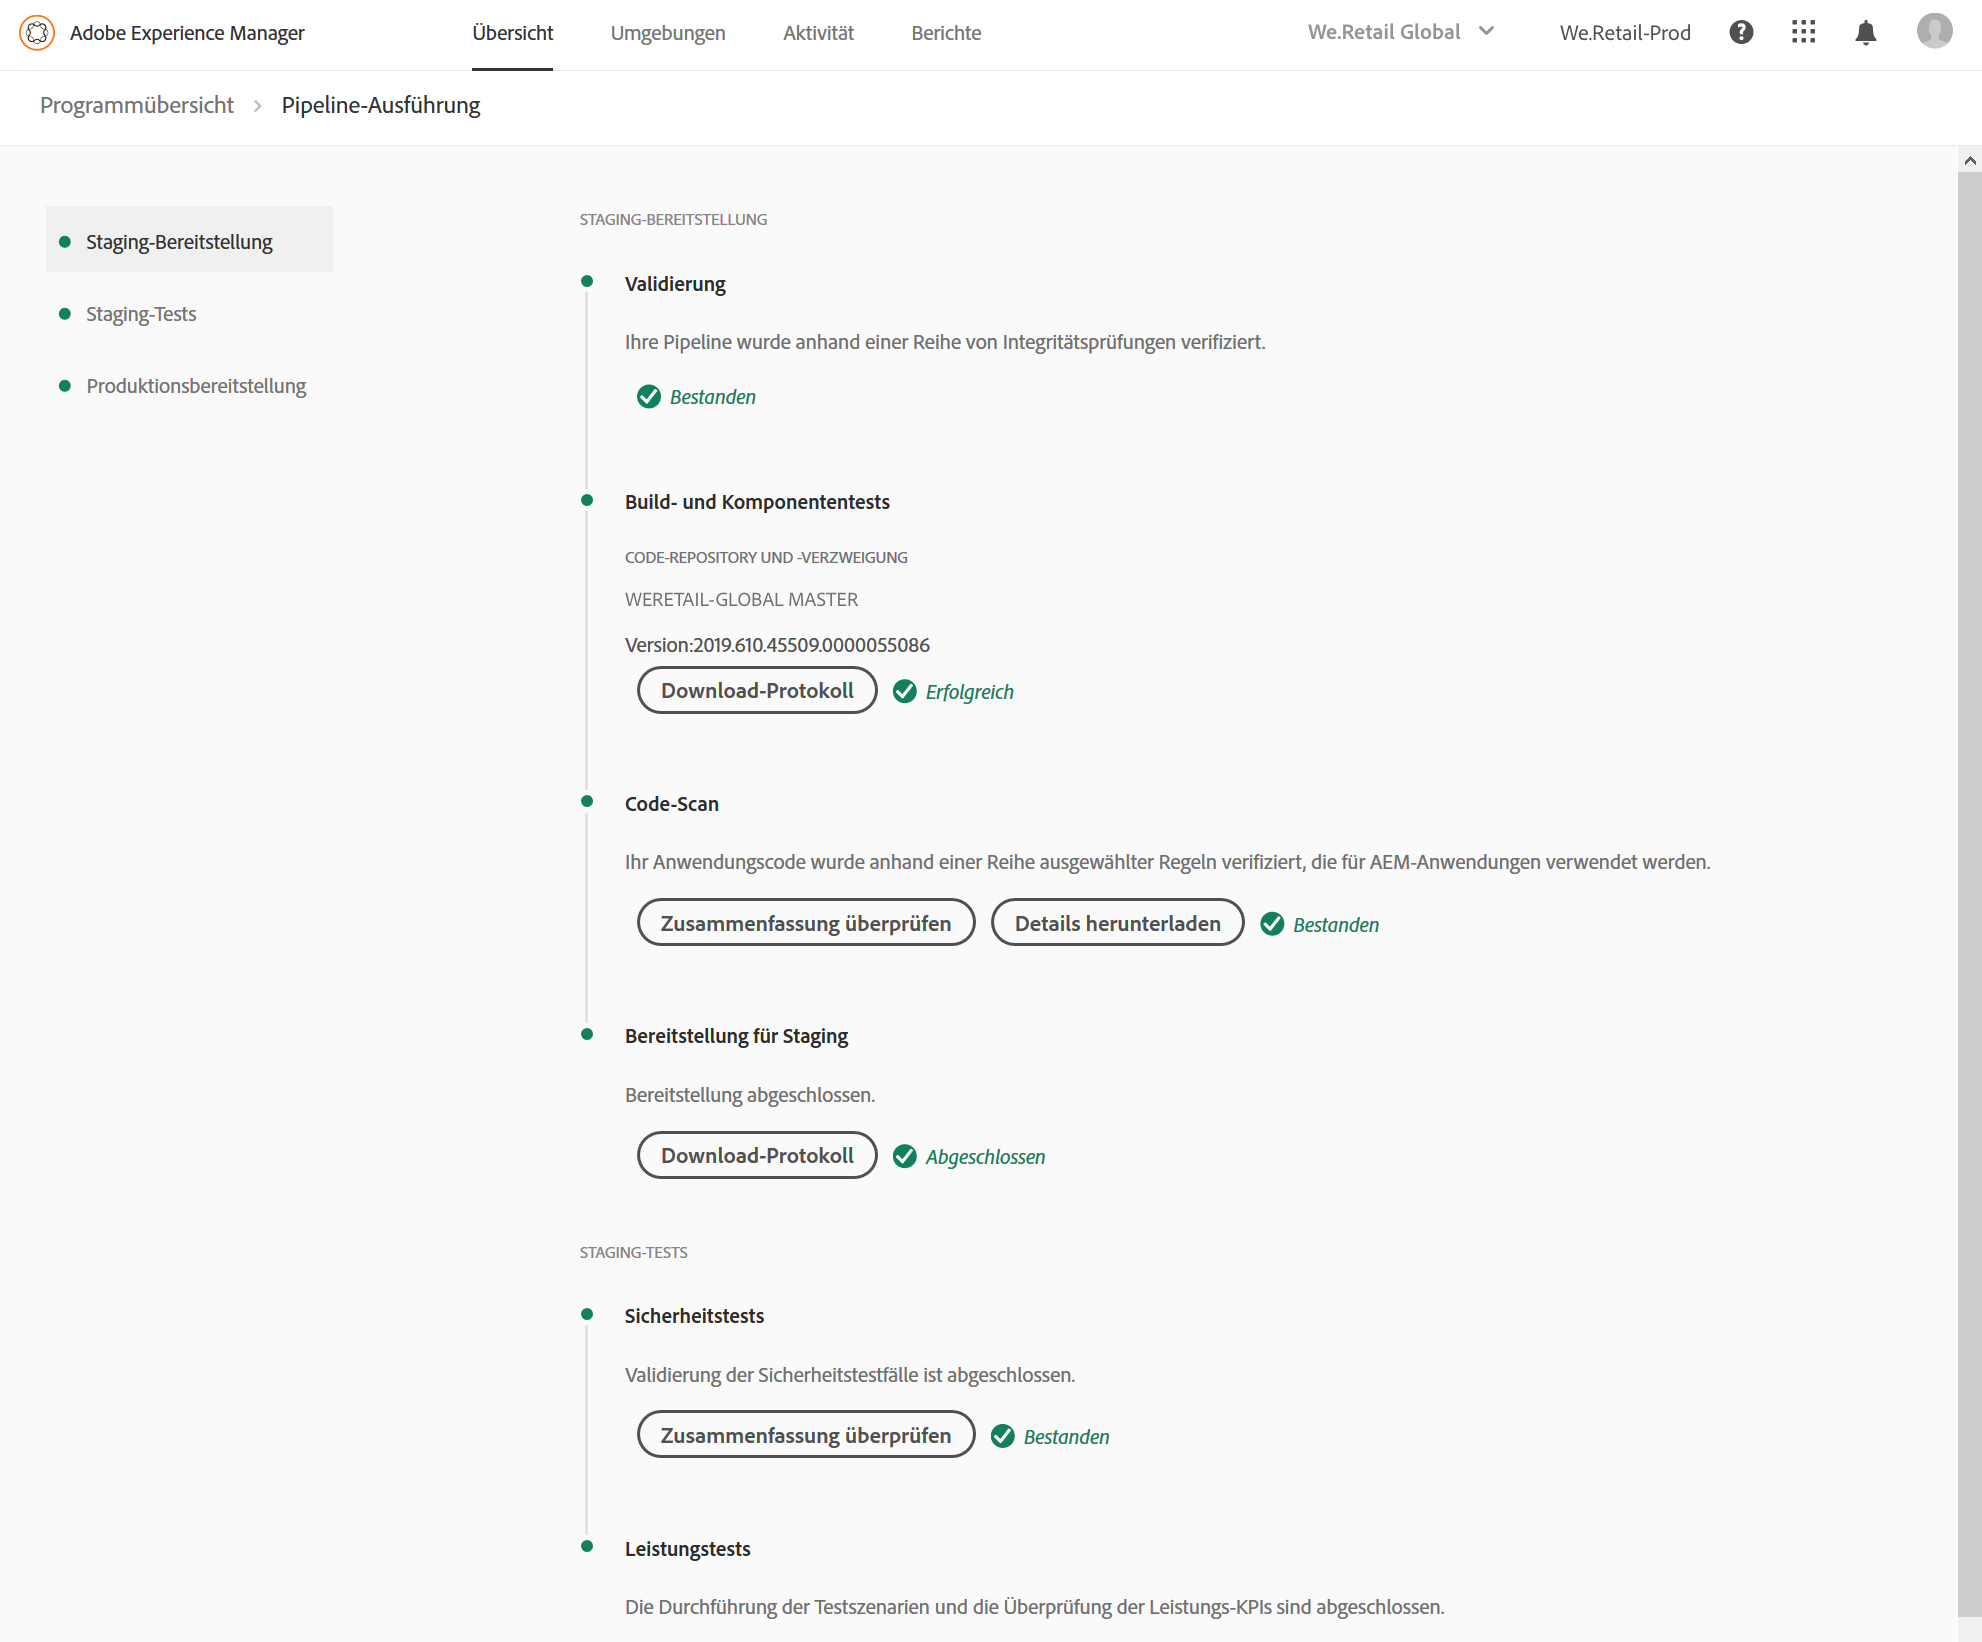 Adobe Experience Manager
Übersicht
Umgebungen
Aktivität
Berichte
We.Retail Global
We.Retail-Prod
Programmübersicht
Pipeline-Ausführung
Staging-Bereitstellung
Staging-Tests
Produktionsbereitstellung
STAGING-BEREITSTELLUNG
Validierung
Ihre Pipeline wurde anhand einer Reihe von Integritätsprüfungen verifiziert.
Bestanden
Build- und Komponententests
CODE-REPOSITORY UND -VERZWEIGUNG
WERETAIL-GLOBAL MASTER
Version:2019.610.45509.0000055086
Download-Protokoll
Erfolgreich
Code-Scan
Ihr Anwendungscode wurde anhand einer Reihe ausgewählter Regeln verifiziert, die für AEM-Anwendungen verwendet werden.
Zusammenfassung überprüfen
Details herunterladen
Bestanden
Bereitstellung für Staging
Bereitstellung abgeschlossen.
Download-Protokoll
Abgeschlossen
STAGING-TESTS
Sicherheitstests
Validierung der Sicherheitstestfälle ist abgeschlossen.
Zusammenfassung überprüfen
Bestanden
Leistungstests
Die Durchführung der Testszenarien und die Überprüfung der Leistungs-KPIs sind abgeschlossen.